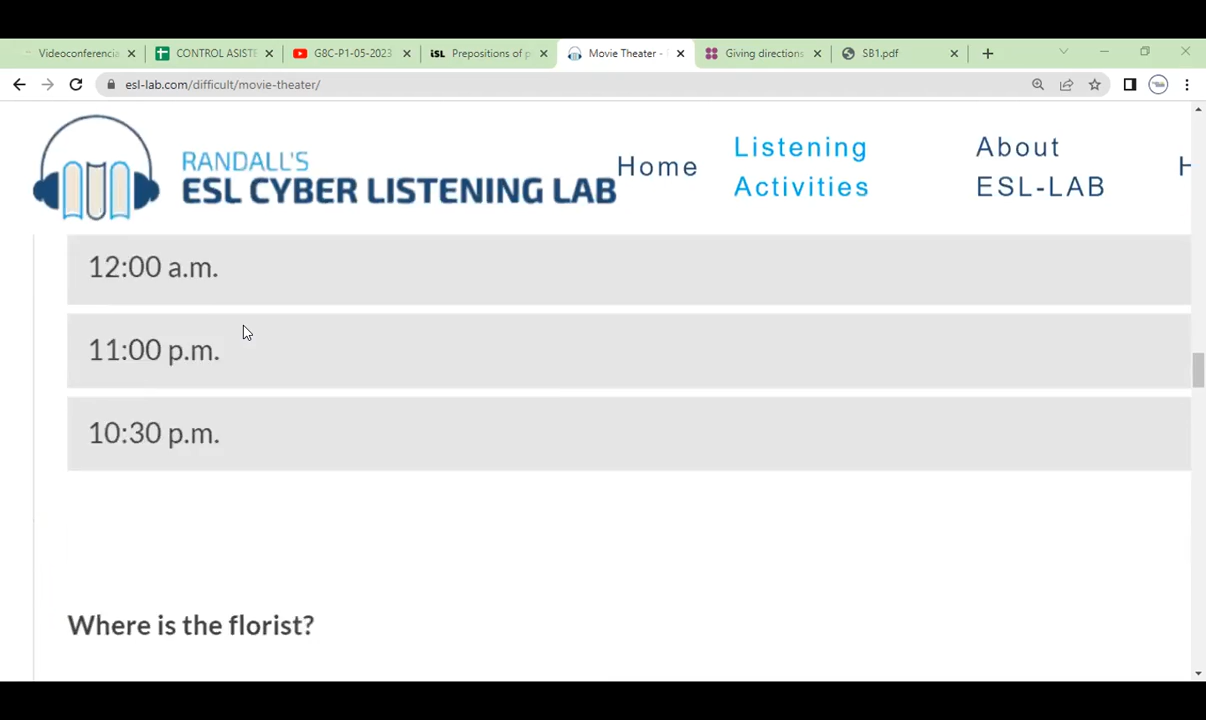 Videoconferencia
CONTROL ASISTE
G8C-P1-05-2023
iSL Prepositions of p
Movie Theater -
Giving directions
SB1.pdf
esl-lab.com/difficult/movie-theater/
RANDALL'S
ESL CYBER LISTENING LAB
Home
Listening
Activities
About
ESL-LAB
H
12:00 a.m.
11:00 p.m.
10:30 p.m.
Where is the florist?